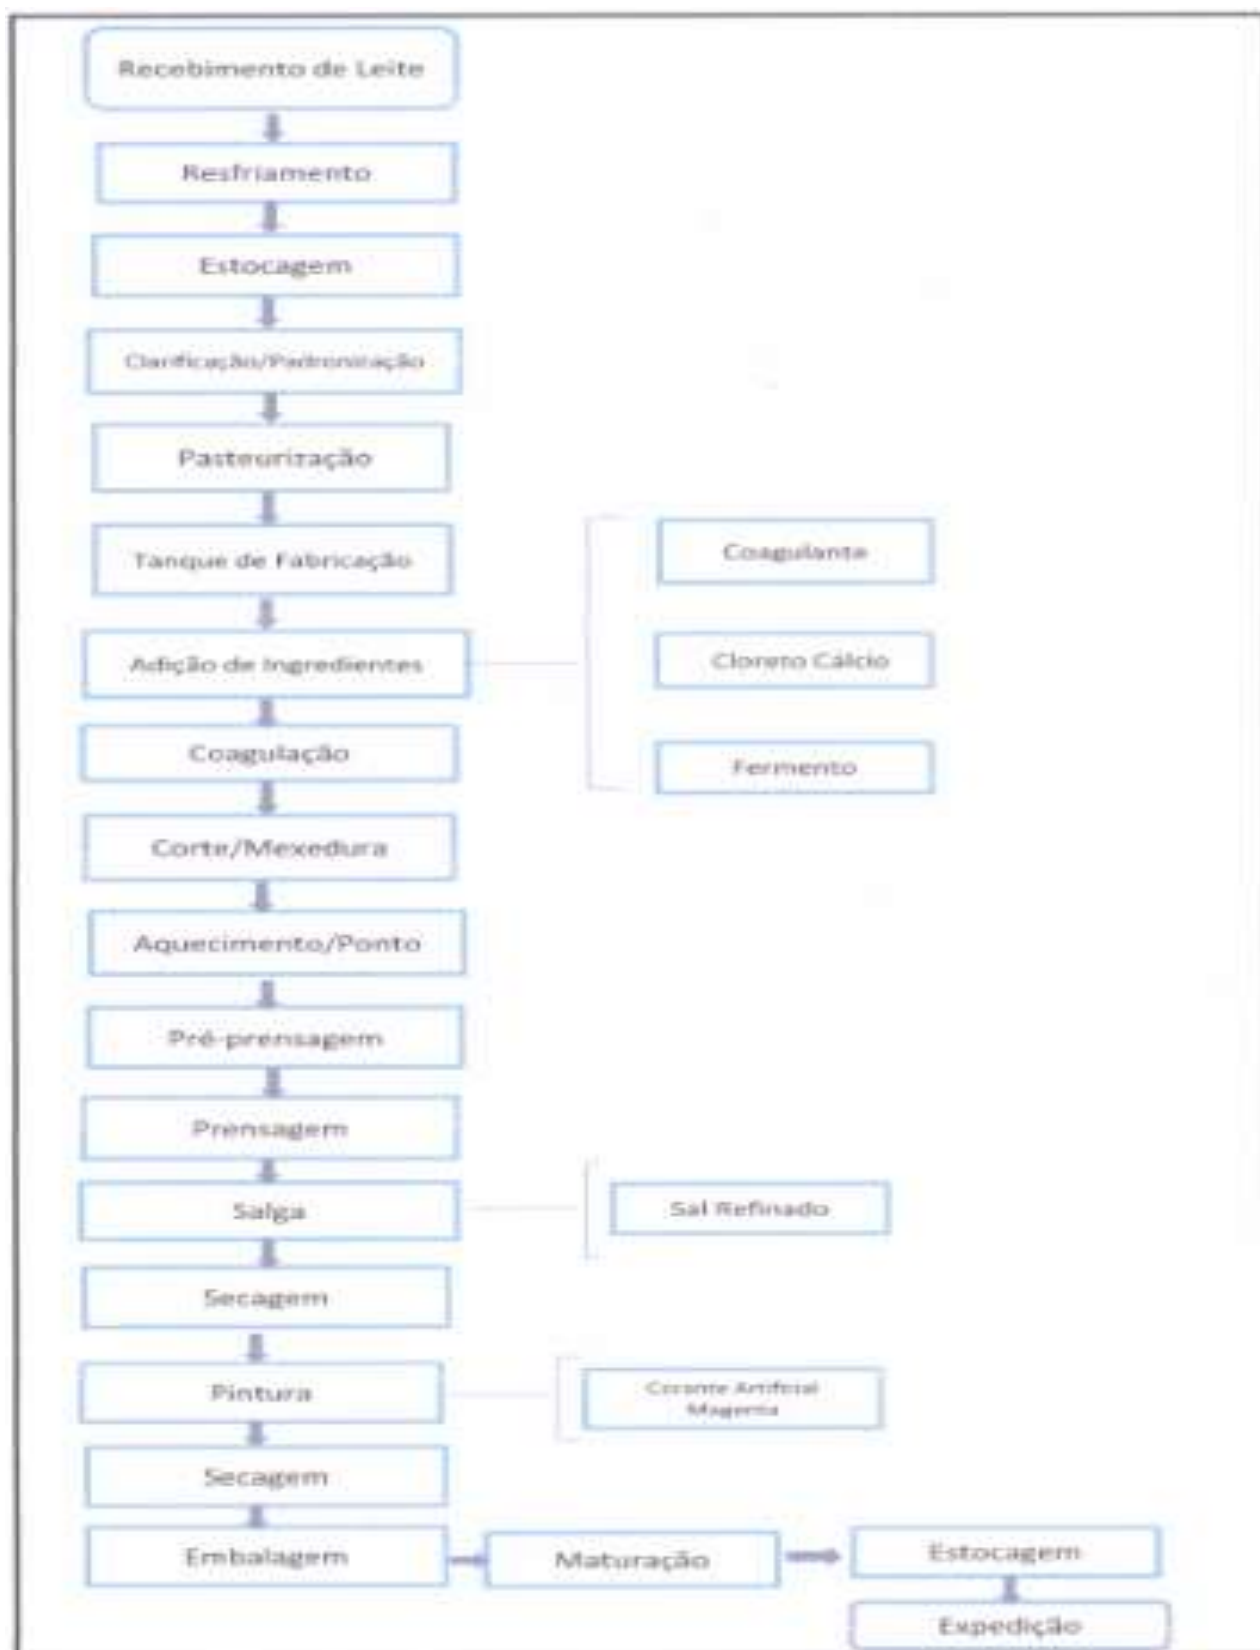 Recebimento de Leite
Resfriamento
Estocagem
Clarificação/Padronização
Pasteurização
Tanque de Fabricação
Adição de Ingredientes
Coagulante
Cloreto Cálcio
Fermento
Coagulação
Corte/Mexedura
Aquecimento/Ponto
Pré-prensagem
Prensagem
Salga
Sal Refinado
Secagem
Pintura
Corante Artificial
Magenta
Secagem
Embalagem
Maturação
Estocagem
Expedição